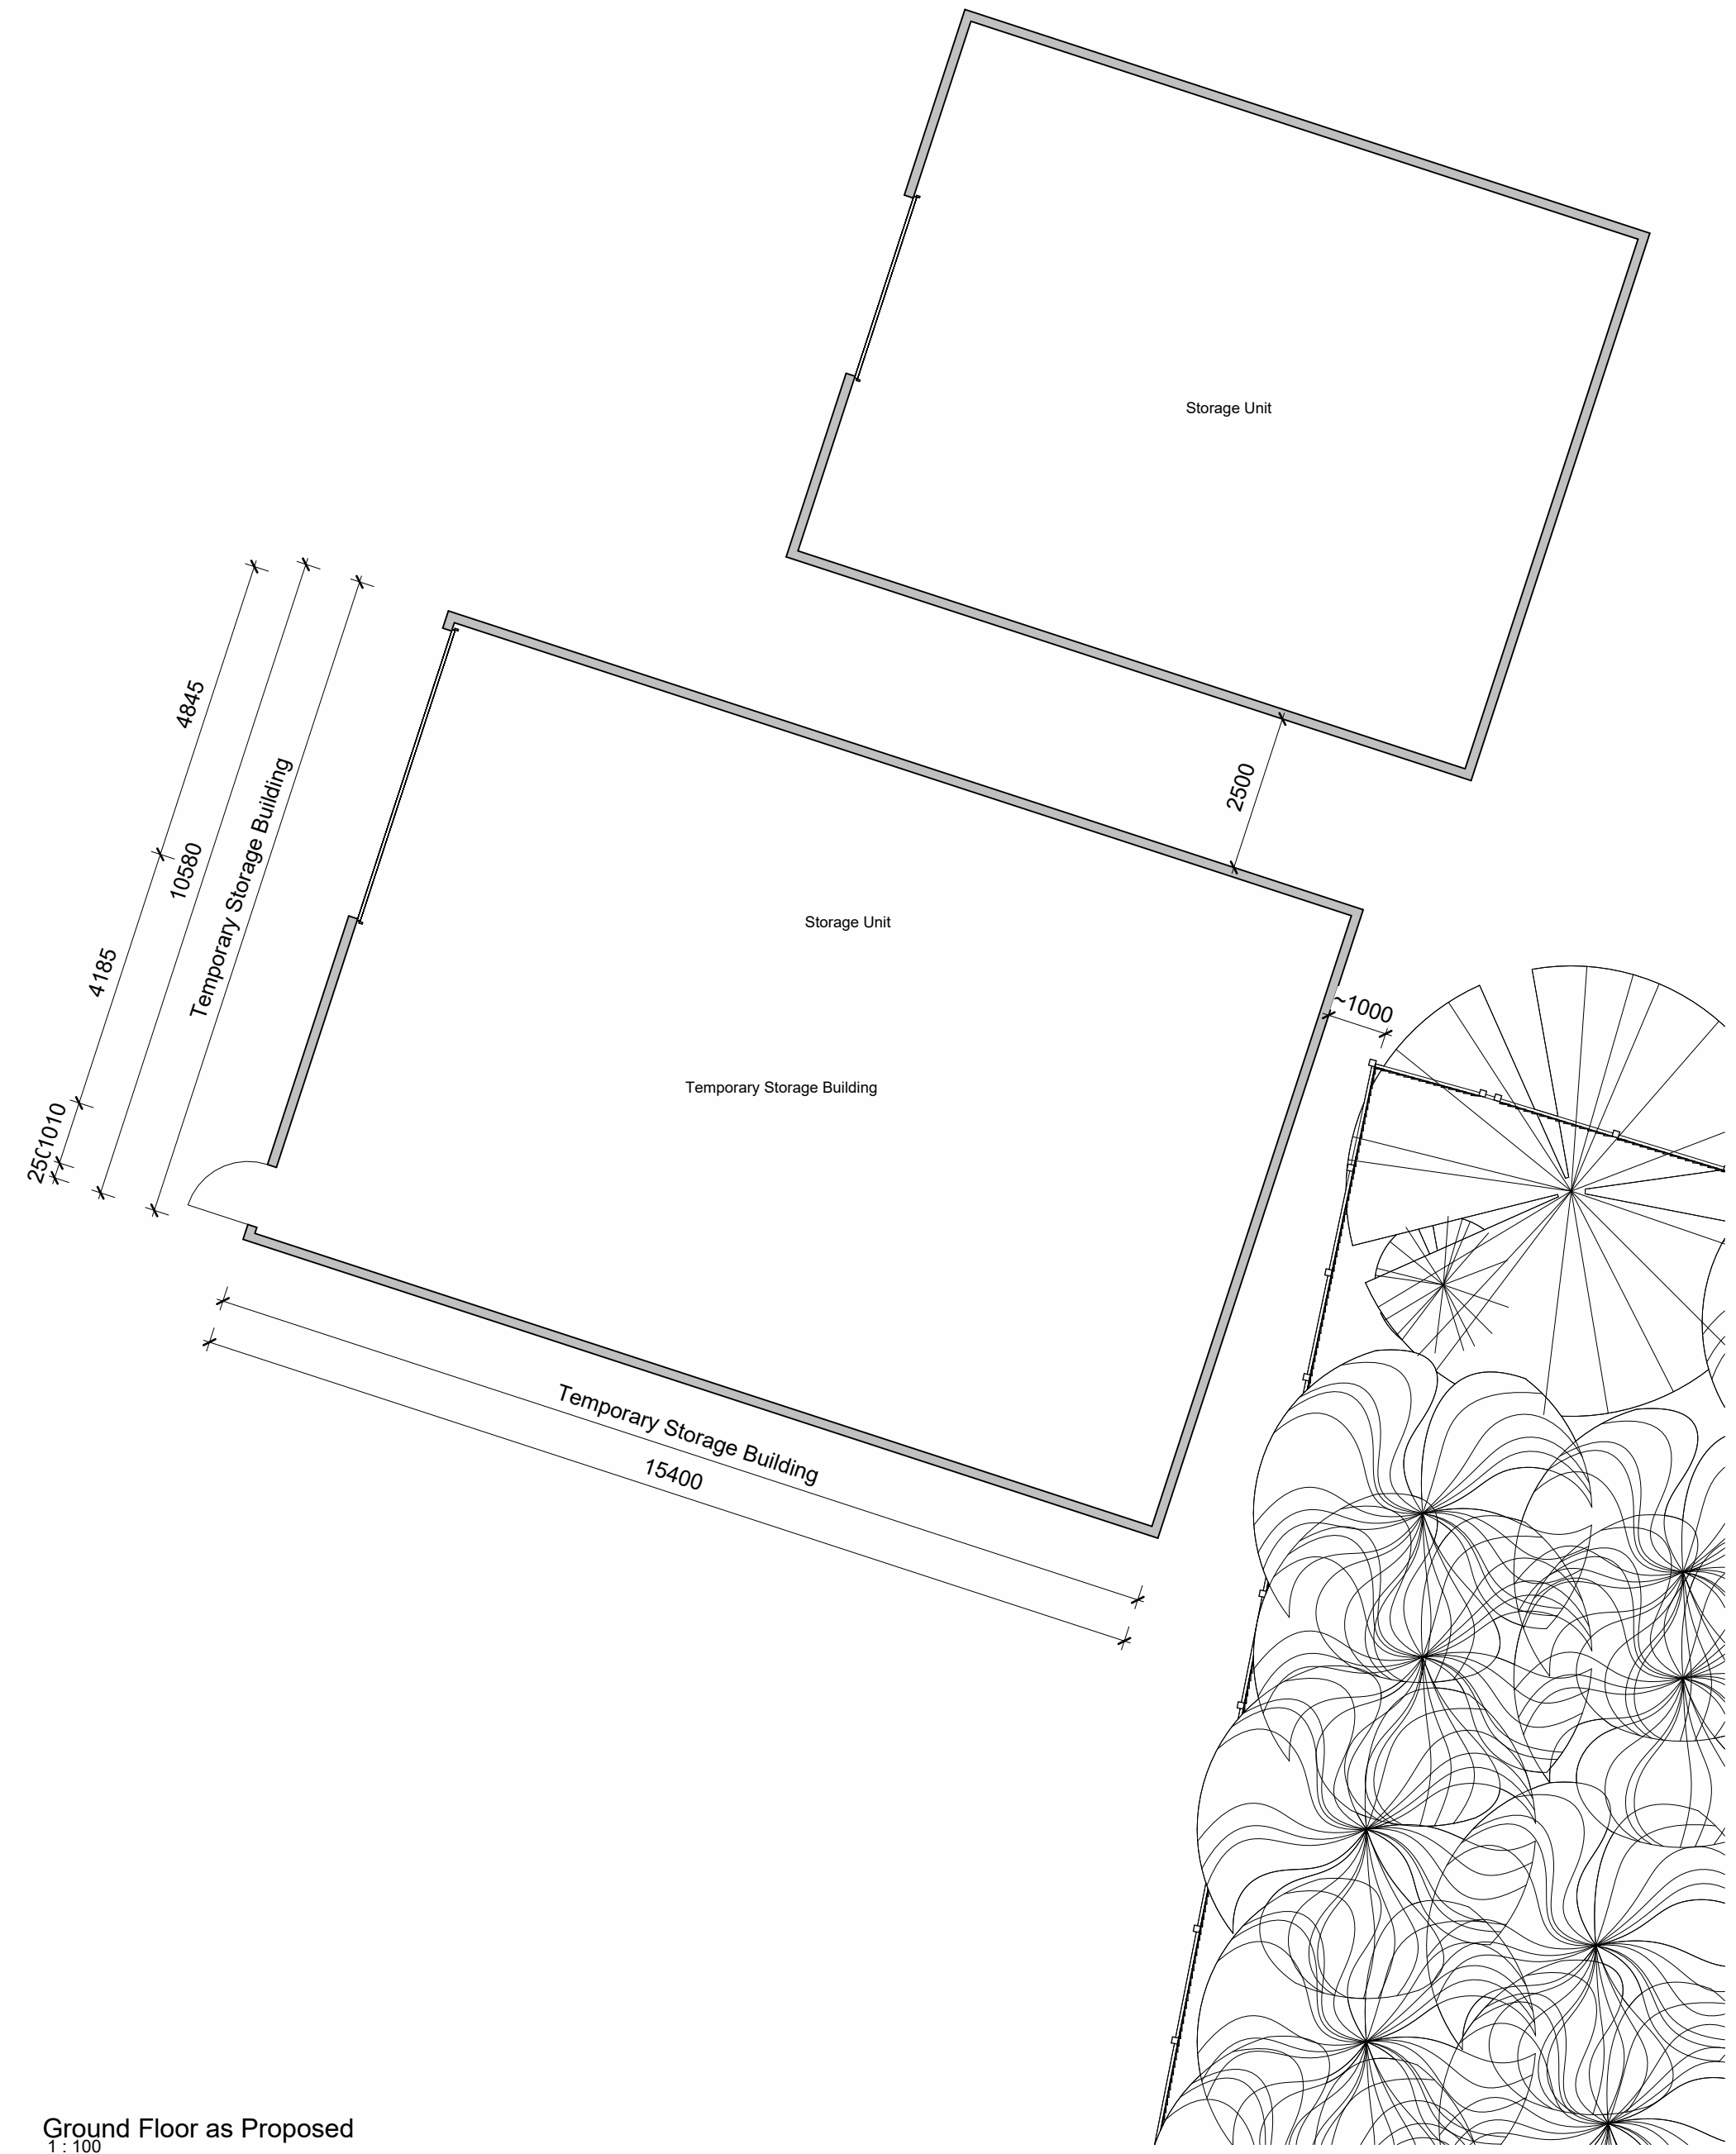 Storage Unit
4845
2500
10580
Temporary Storage Building
Storage Unit
4185
~1000
Temporary Storage Building
1010
250
Temporary Storage Building
15400
Ground Floor as Proposed
1 : 100